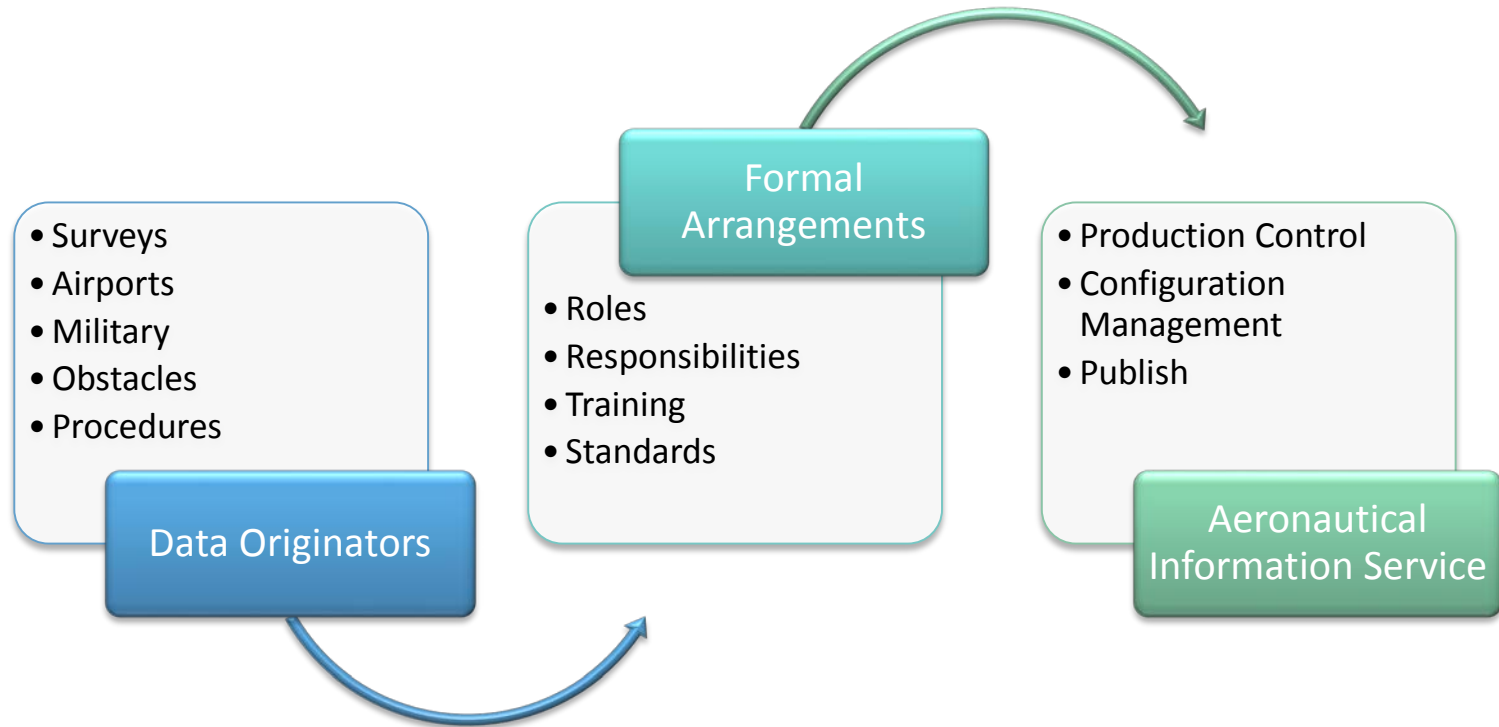 • Surveys
• Airports
• Military
• Obstacles
• Procedures
Data Originators
Formal
Arrangements
• Roles
• Responsibilities
• Training
• Standards
• Production Control
• Configuration
Management
• Publish
Aeronautical
Information Service